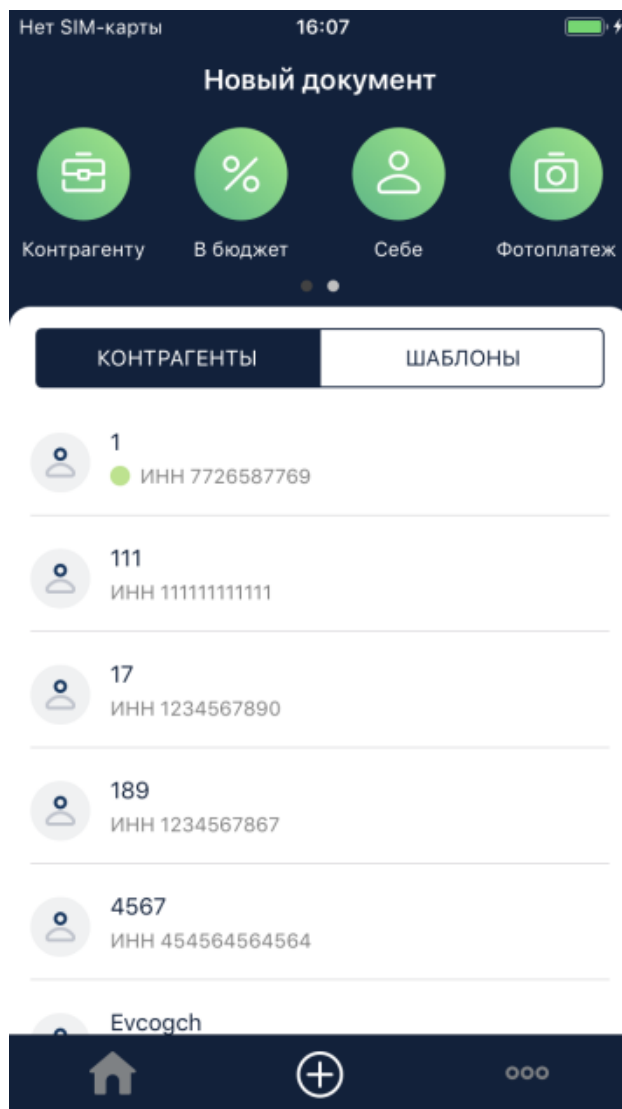 Нет SIM-карты 16:07
Новый документ
Контрагенту В бюджет Себе Фотоплатеж
КОНТРАГЕНТЫ ШАБЛОНЫ
1
ИНН 7726587769
111
ИНН 111111111111
17
ИНН 1234567890
189
ИНН 1234567867
4567
ИНН 454564564564
Evcogch